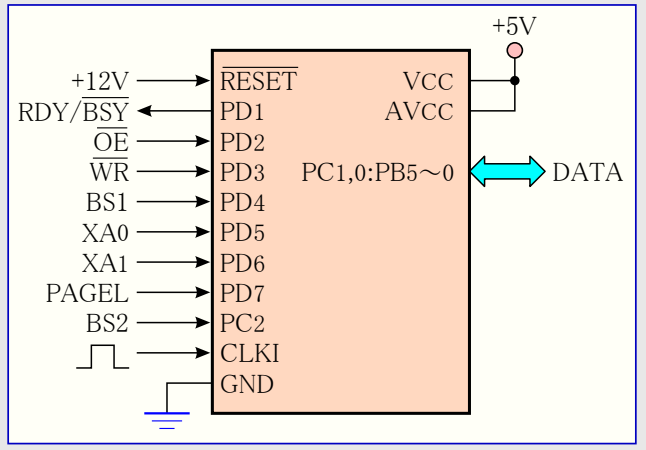 +5V
+12V RESET VCC
RDY/BSY PD1 AVCC
OE PD2
WR PD3 PC1,0:PB5～0 DATA
BS1 PD4
XA0 PD5
XA1 PD6
PAGEL PD7
BS2 PC2
CLKI
GND